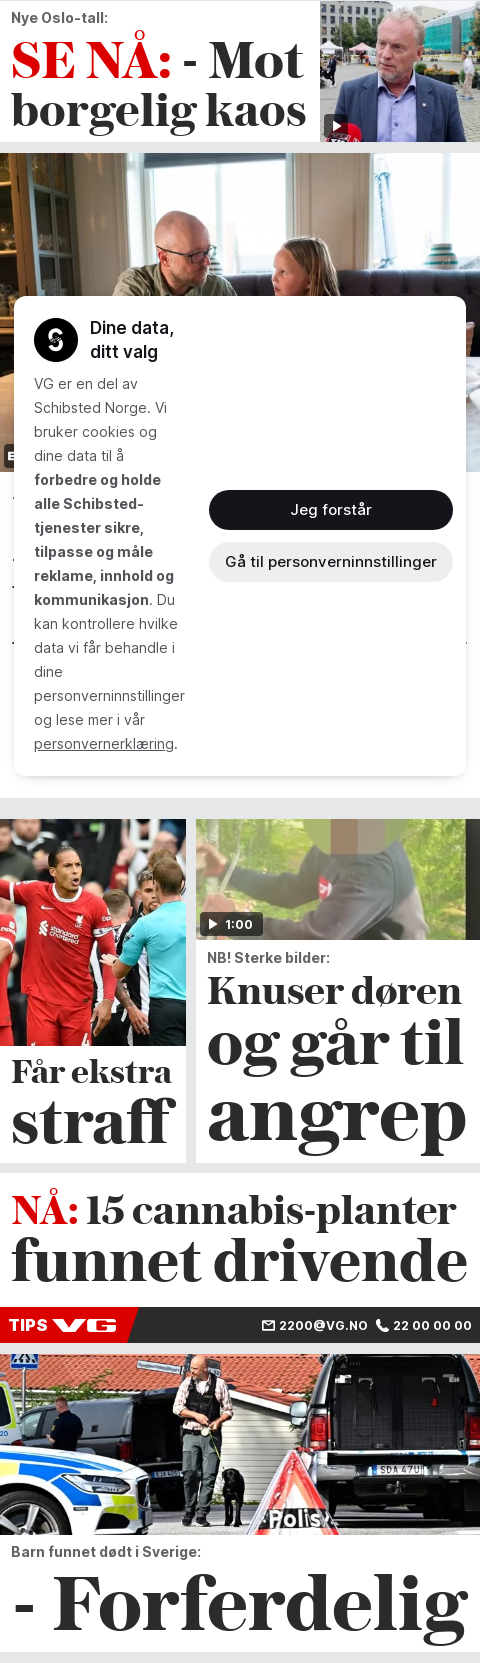 Nye Oslo-tall:
SE NÅ: - Mot
borgelig kaos
Dine data,
ditt valg
VG er en del av
Schibsted Norge. Vi
bruker cookies og
dine data til å
forbedre og holde
alle Schibsted-
tjenester sikre,
tilpasse og måle
reklame, innhold og
kommunikasjon. Du
kan kontrollere hvilke
data vi får behandle i
dine
personverninnstillinger
og lese mer i vår
personvernerklæring.
Jeg forstår
Gå til personverninnstillinger
standard
chartered
Får ekstra
straff
1:00
NB! Sterke bilder:
Knuser døren
og går til
angrep
NÅ: 15 cannabis-planter
funnet drivende
TIPS VG 2200@VG.NO 22 00 00 00
SDA 47U
Polis
Barn funnet dødt i Sverige:
- Forferdelig